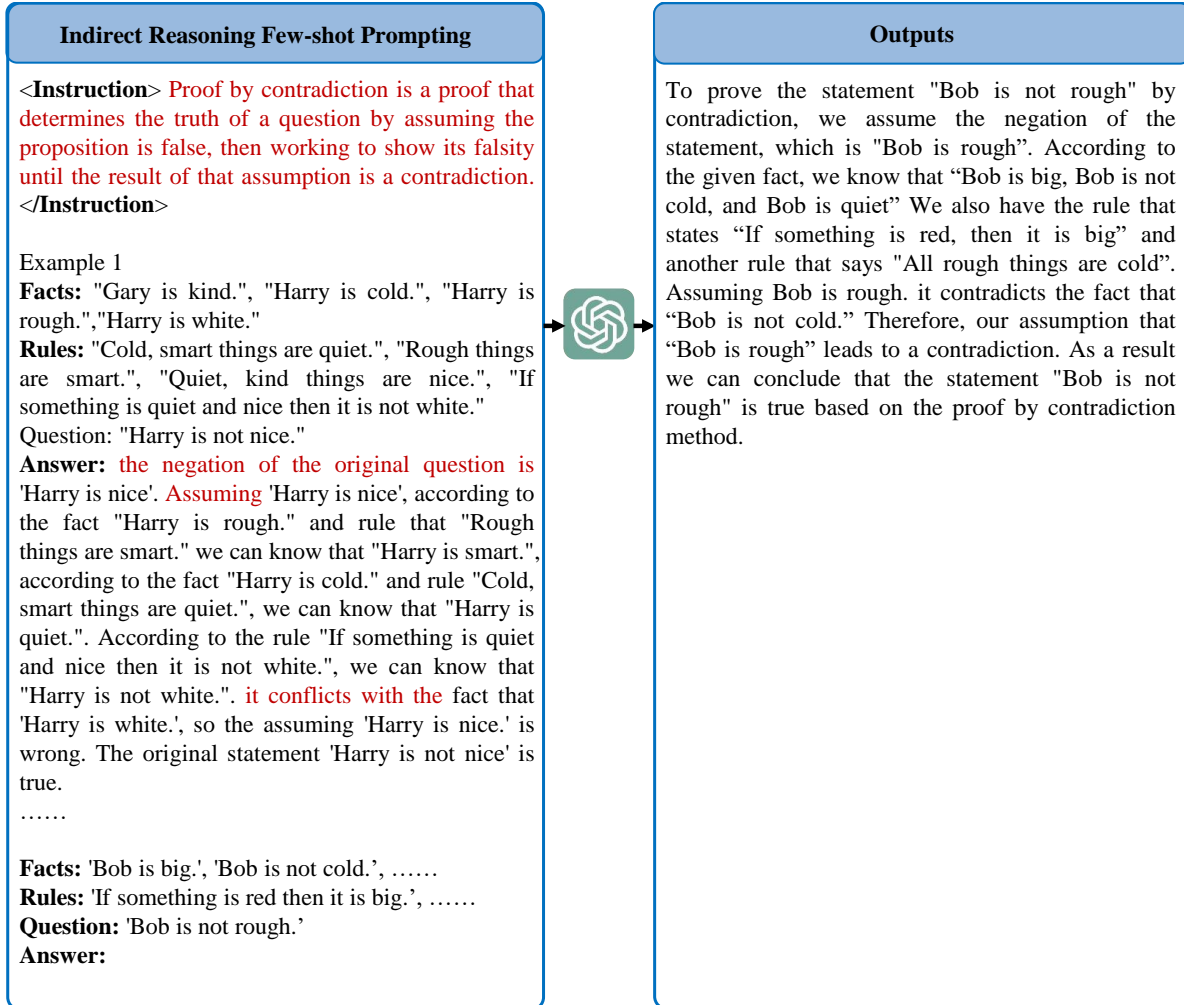 Indirect Reasoning Few-shot Prompting
<Instruction> Proof by contradiction is a proof that
determines the truth of a question by assuming the
proposition is false, then working to show its falsity
until the result of that assumption is a contradiction.
</Instruction>
Example 1
Facts: "Gary is kind.", "Harry is cold.", "Harry is
rough.","Harry is white."
Rules: "Cold, smart things are quiet.", "Rough things
are smart.", "Quiet, kind things are nice.", "If
something is quiet and nice then it is not white."
Question: "Harry is not nice."
Answer: the negation of the original question is
'Harry is nice'. Assuming 'Harry is nice', according to
the fact "Harry is rough." and rule that "Rough
things are smart." we can know that "Harry is smart.",
according to the fact "Harry is cold." and rule "Cold,
smart things are quiet.", we can know that "Harry is
quiet.". According to the rule "If something is quiet
and nice then it is not white.", we can know that
"Harry is not white.". it conflicts with the fact that
'Harry is white.', so the assuming 'Harry is nice.' is
wrong. The original statement 'Harry is not nice' is
true.
……
Facts: 'Bob is big.', 'Bob is not cold.’, ……
Rules: 'If something is red then it is big.’, ……
Question: 'Bob is not rough.’
Answer:
Outputs
To prove the statement "Bob is not rough" by
contradiction, we assume the negation of the
statement, which is "Bob is rough”. According to
the given fact, we know that “Bob is big, Bob is not
cold, and Bob is quiet” We also have the rule that
states “If something is red, then it is big” and
another rule that says "All rough things are cold”.
Assuming Bob is rough. it contradicts the fact that
“Bob is not cold.” Therefore, our assumption that
“Bob is rough” leads to a contradiction. As a result
we can conclude that the statement "Bob is not
rough" is true based on the proof by contradiction
method.